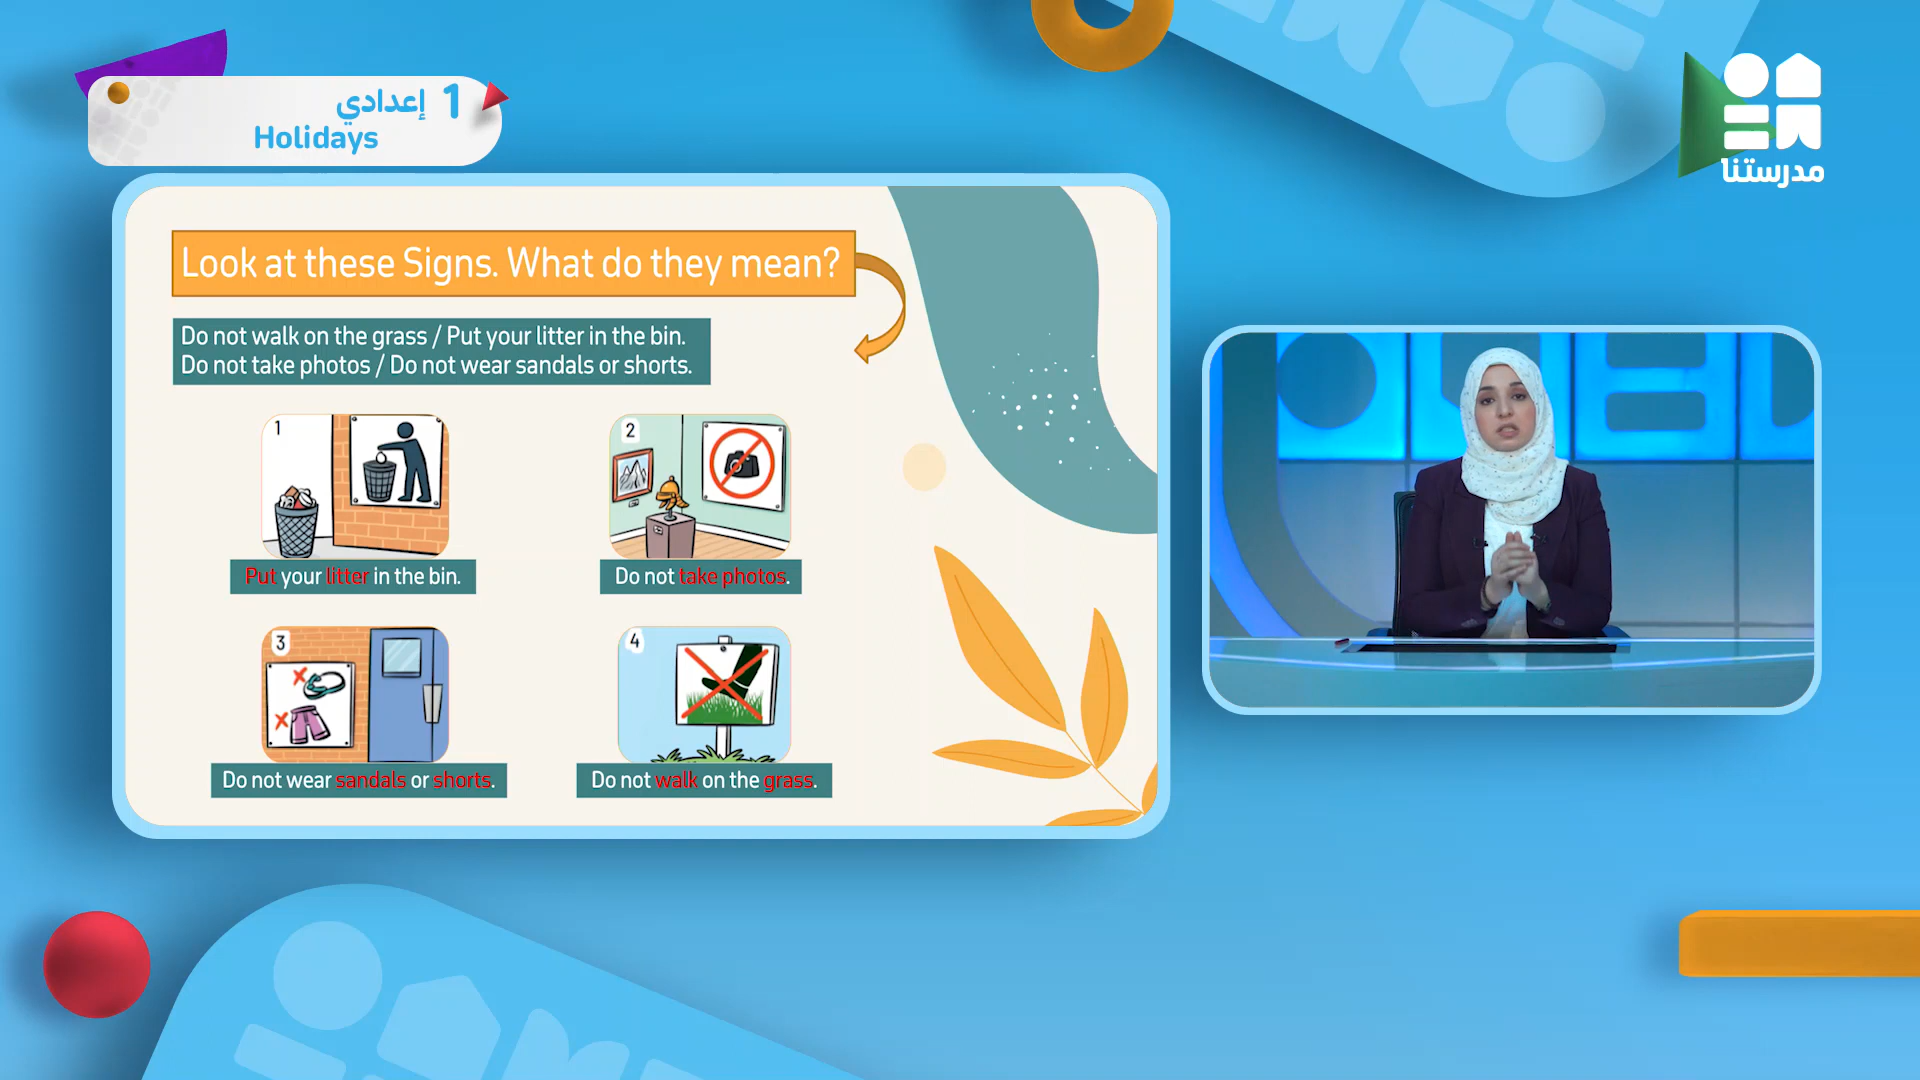 1 إعدادي
Holidays
مدرستنا
Look at these Signs. What do they mean?
Do not walk on the grass / Put your litter in the bin.
Do not take photos / Do not wear sandals or shorts.
1
2
Put your litter in the bin.
Do not take photos.
3
4
Do not wear sandals or shorts.
Do not walk on the grass.